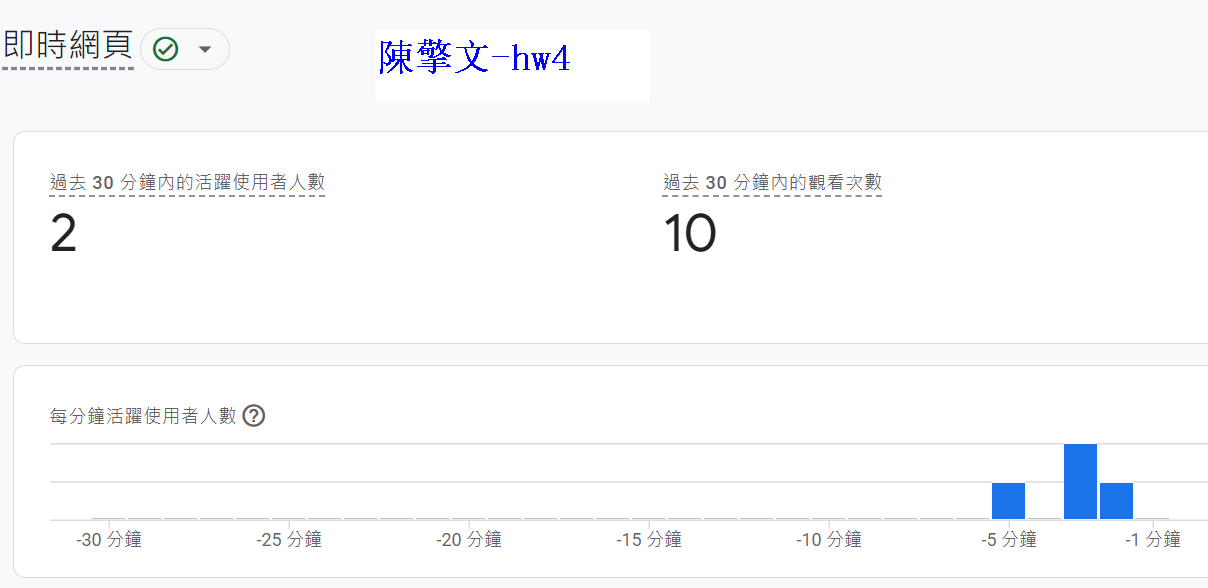 即時網頁
陳擎文-hw4
過去 30 分鐘內的活躍使用者人數
過去 30 分鐘內的觀看次數
2
10
每分鐘活躍使用者人數 ?
-30 分鐘 -25 分鐘 -20 分鐘 -15 分鐘 -10 分鐘 -5 分鐘 -1 分鐘